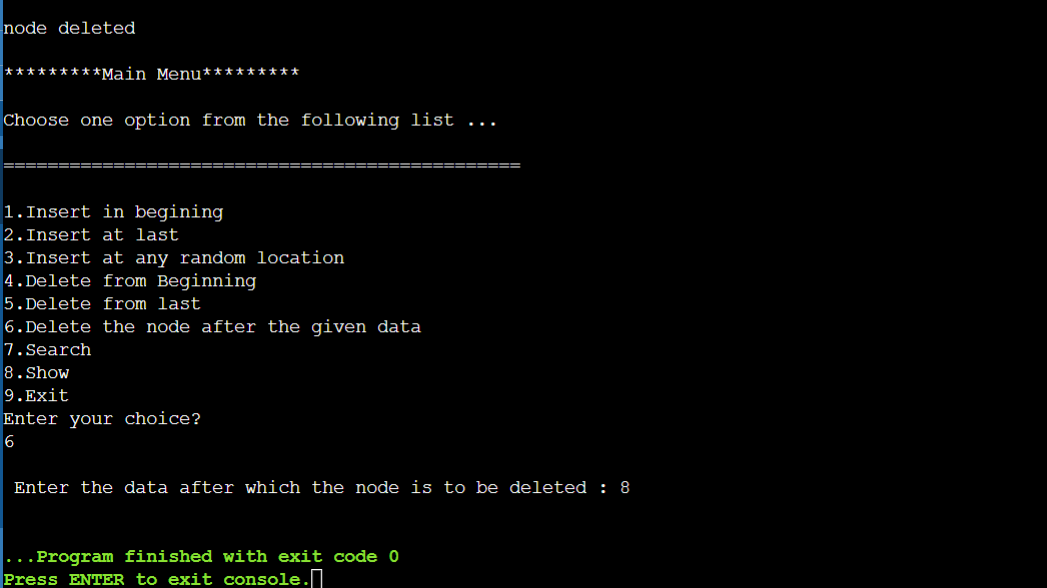 node deleted
*********Main Menu*********
Choose one option from the following list ...
===============================================
1.Insert in begining
2.Insert at last
3.Insert at any random location
4.Delete from Beginning
5.Delete from last
6.Delete the node after the given data
7.Search
8.Show
9.Exit
Enter your choice?
6
Enter the data after which the node is to be deleted : 8
...Program finished with exit code 0
Press ENTER to exit console.